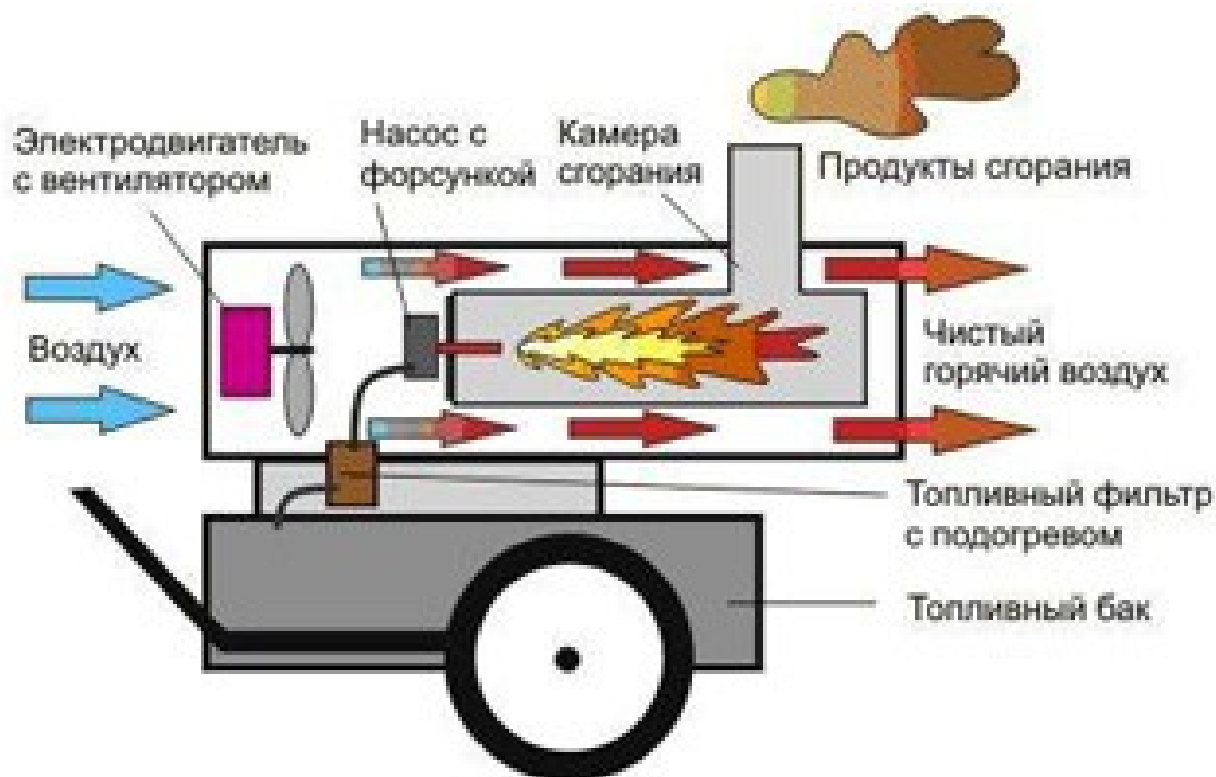 Электродвигатель
с вентилятором
Насос с
форсункой
Камера
сгорания
Продукты сгорания
Воздух
Чистый
горячий воздух
Топливный фильтр
с подогревом
Топливный бак